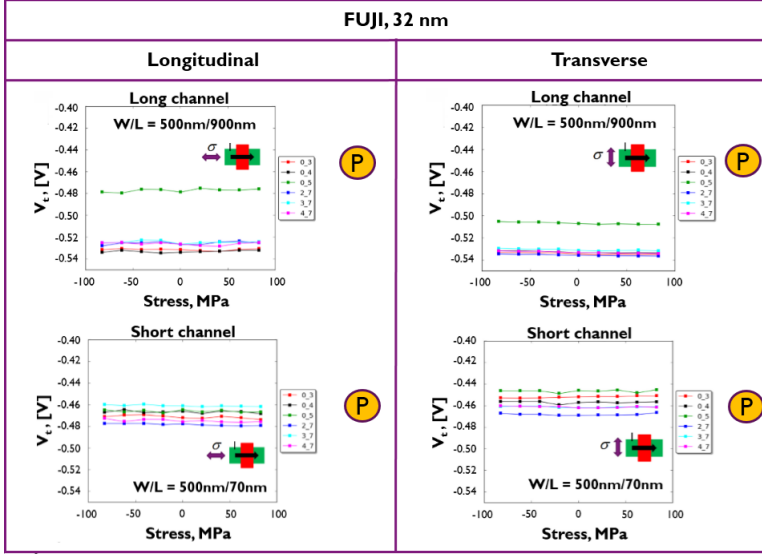 FUJI, 32 nm
Longitudinal
Transverse
Long channel
W/L = 500nm/900nm
σ
P
-0.40
-0.42
-0.44
-0.46
-0.48
-0.50
-0.52
-0.54
Vt, [V]
0_3
0_4
0_5
2_7
3_7
4_7
-100
-50
0
50
100
Stress, MPa
Long channel
W/L = 500nm/900nm
σ
P
-0.40
-0.42
-0.44
-0.46
-0.48
-0.50
-0.52
-0.54
Vt, [V]
0_3
0_4
0_5
2_7
3_7
4_7
-100
-50
0
50
100
Stress, MPa
Short channel
-0.40
-0.42
-0.44
-0.46
-0.48
-0.50
-0.52
-0.54
Vt, [V]
0_3
0_4
0_5
2_7
3_7
4_7
P
σ
W/L = 500nm/70nm
-100
-50
0
50
100
Stress, MPa
Short channel
-0.40
-0.42
-0.44
-0.46
-0.48
-0.50
-0.52
-0.54
Vt, [V]
0_3
0_4
0_5
2_7
3_7
4_7
P
σ
W/L = 500nm/70nm
-100
-50
0
50
100
Stress, MPa